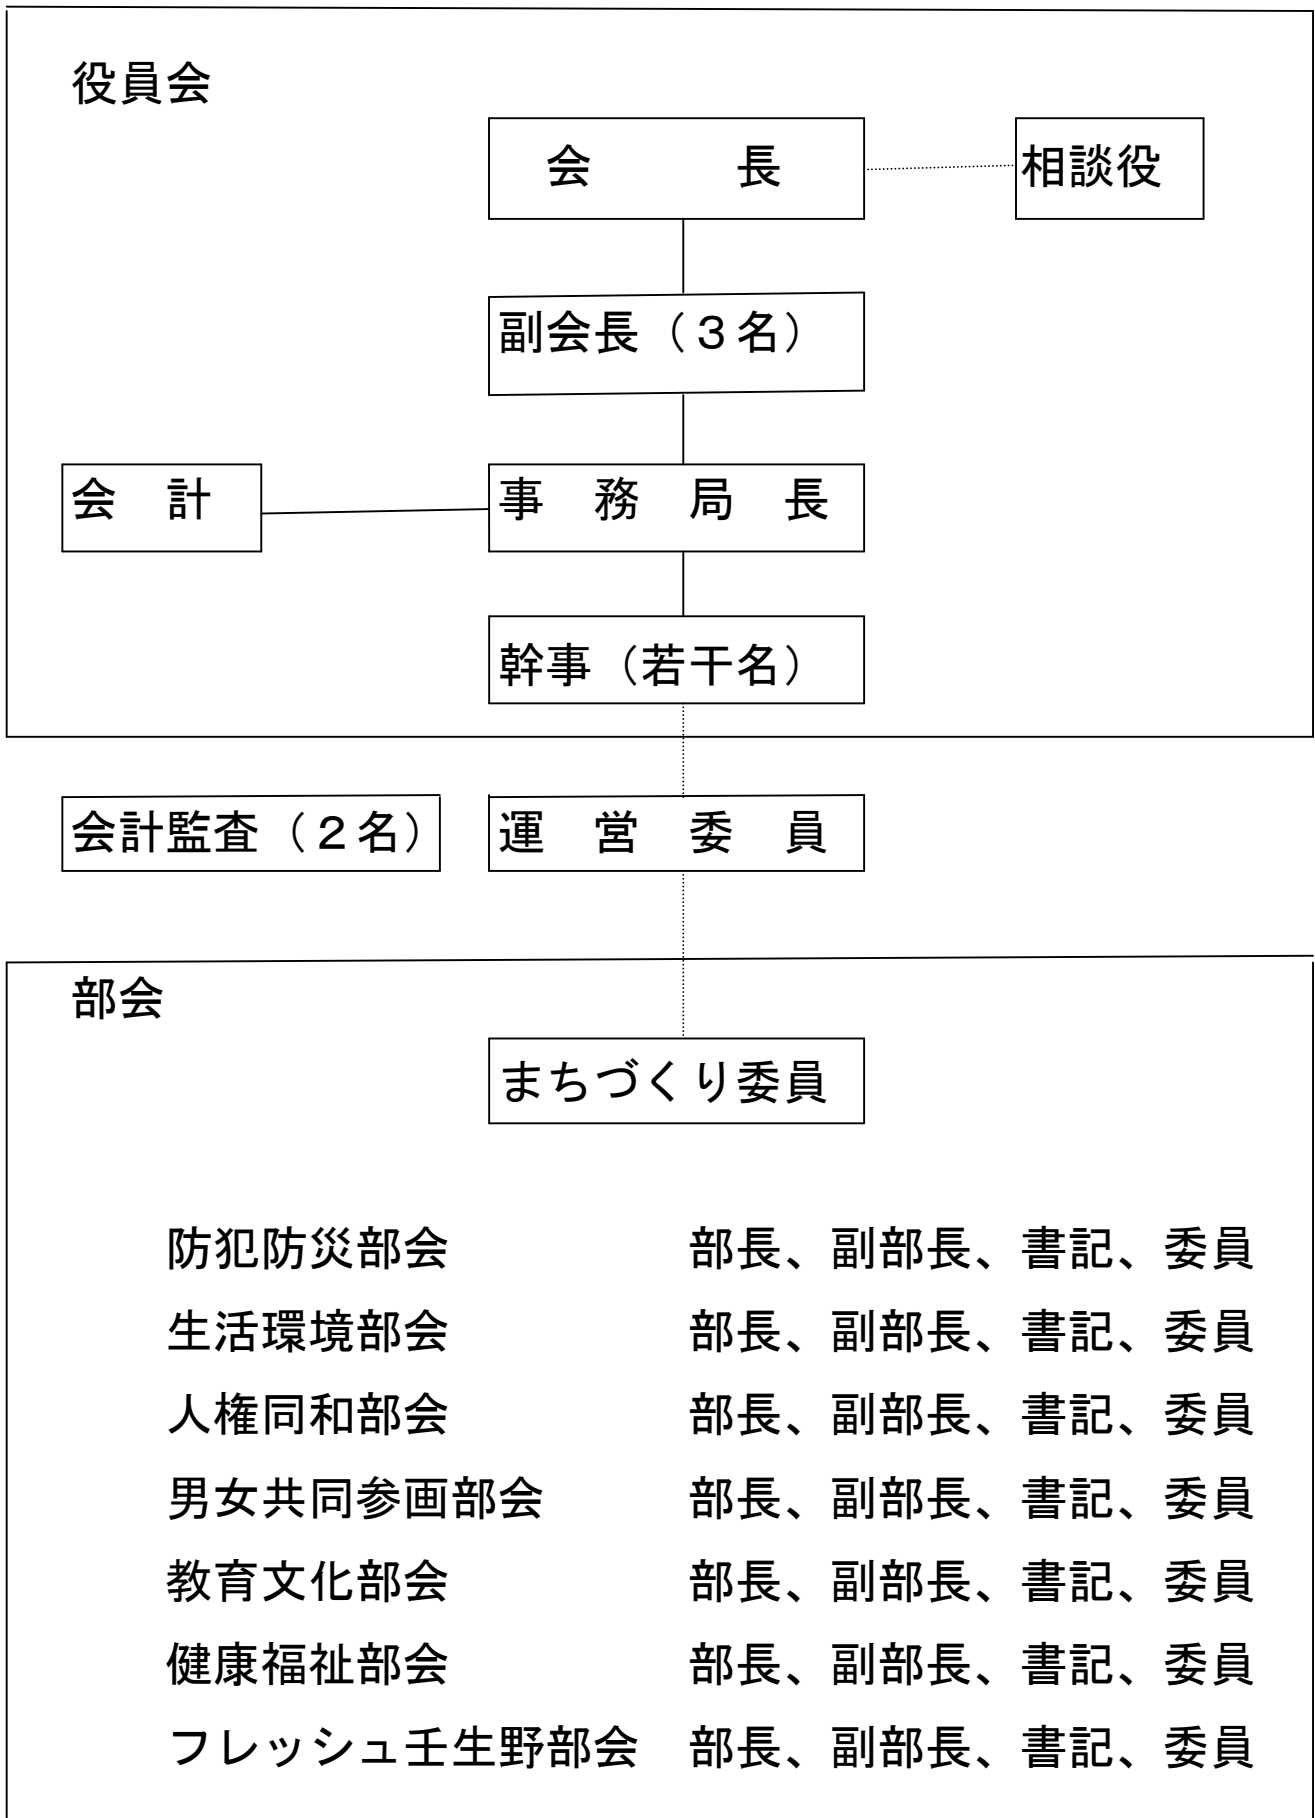 役員会
会　　　長
相談役
副会長（３名）
会　計
事　務　局　長
幹事（若干名）
会計監査（２名）
運　営　委　員
部会
まちづくり委員
防犯防災部会　　　　　部長、副部長、書記、委員
生活環境部会　　　　　部長、副部長、書記、委員
人権同和部会　　　　　部長、副部長、書記、委員
男女共同参画部会　　　部長、副部長、書記、委員
教育文化部会　　　　　部長、副部長、書記、委員
健康福祉部会　　　　　部長、副部長、書記、委員
フレッシュ壬生野部会　部長、副部長、書記、委員